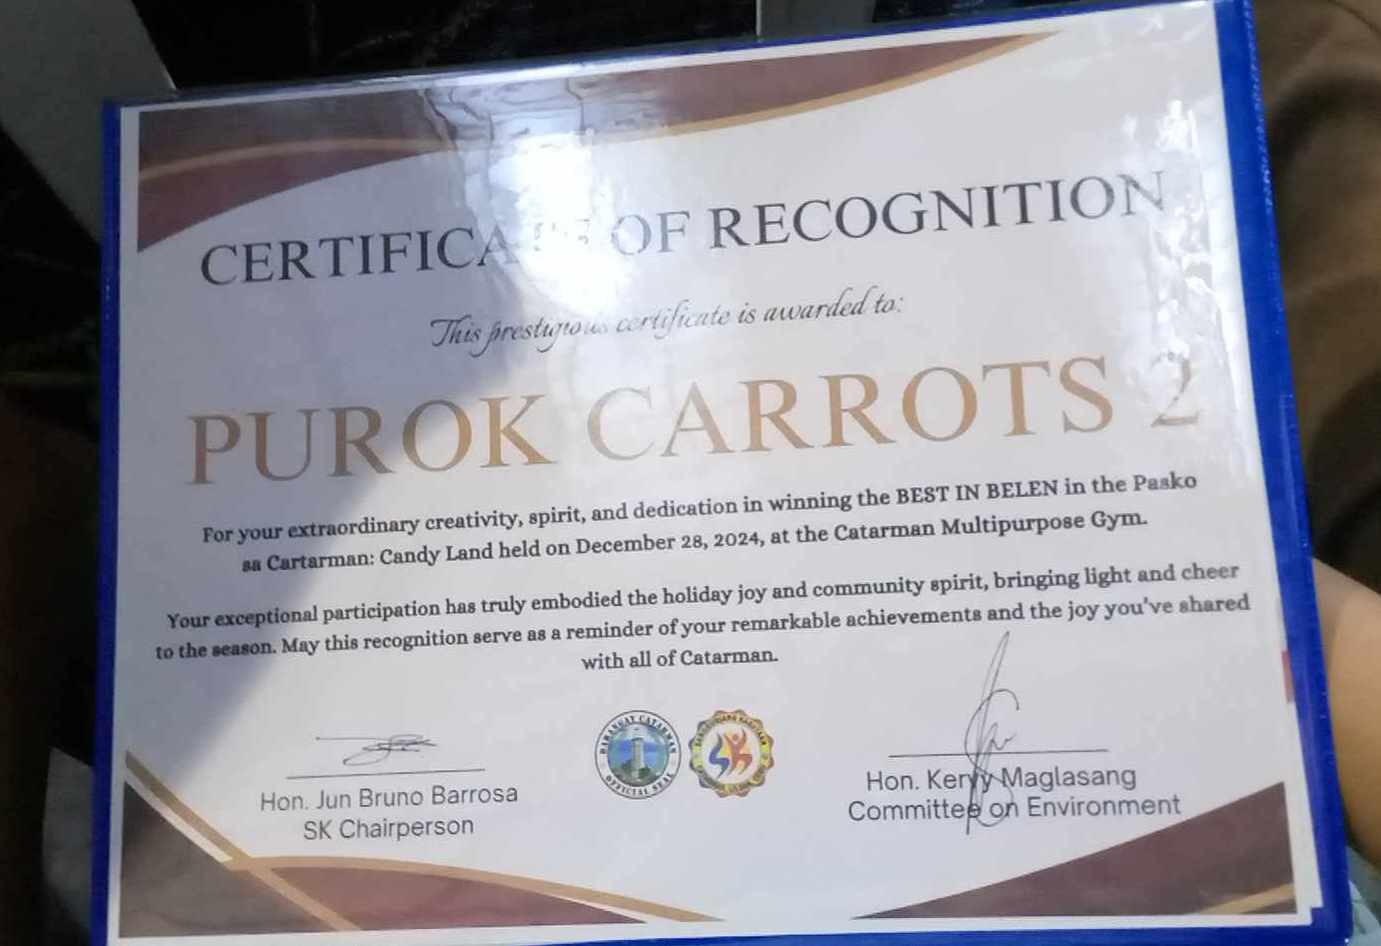 CERTIFICATE OF RECOGNITION
This prestigious certificate is awarded to:
PUROK CARROTS 2
For your extraordinary creativity, spirit, and dedication in winning the BEST IN BELEN in the Pasko
sa Cartarman: Candy Land held on December 28, 2024, at the Catarman Multipurpose Gym.
Your exceptional participation has truly embodied the holiday joy and community spirit, bringing light and cheer
to the season. May this recognition serve as a reminder of your remarkable achievements and the joy you've shared
with all of Catarman.
BARANGAY CATARMAN
OFFICIAL SEAL
Hon. Jun Bruno Barrosa
SK Chairperson
Hon. Kerry Maglasang
Committee on Environment